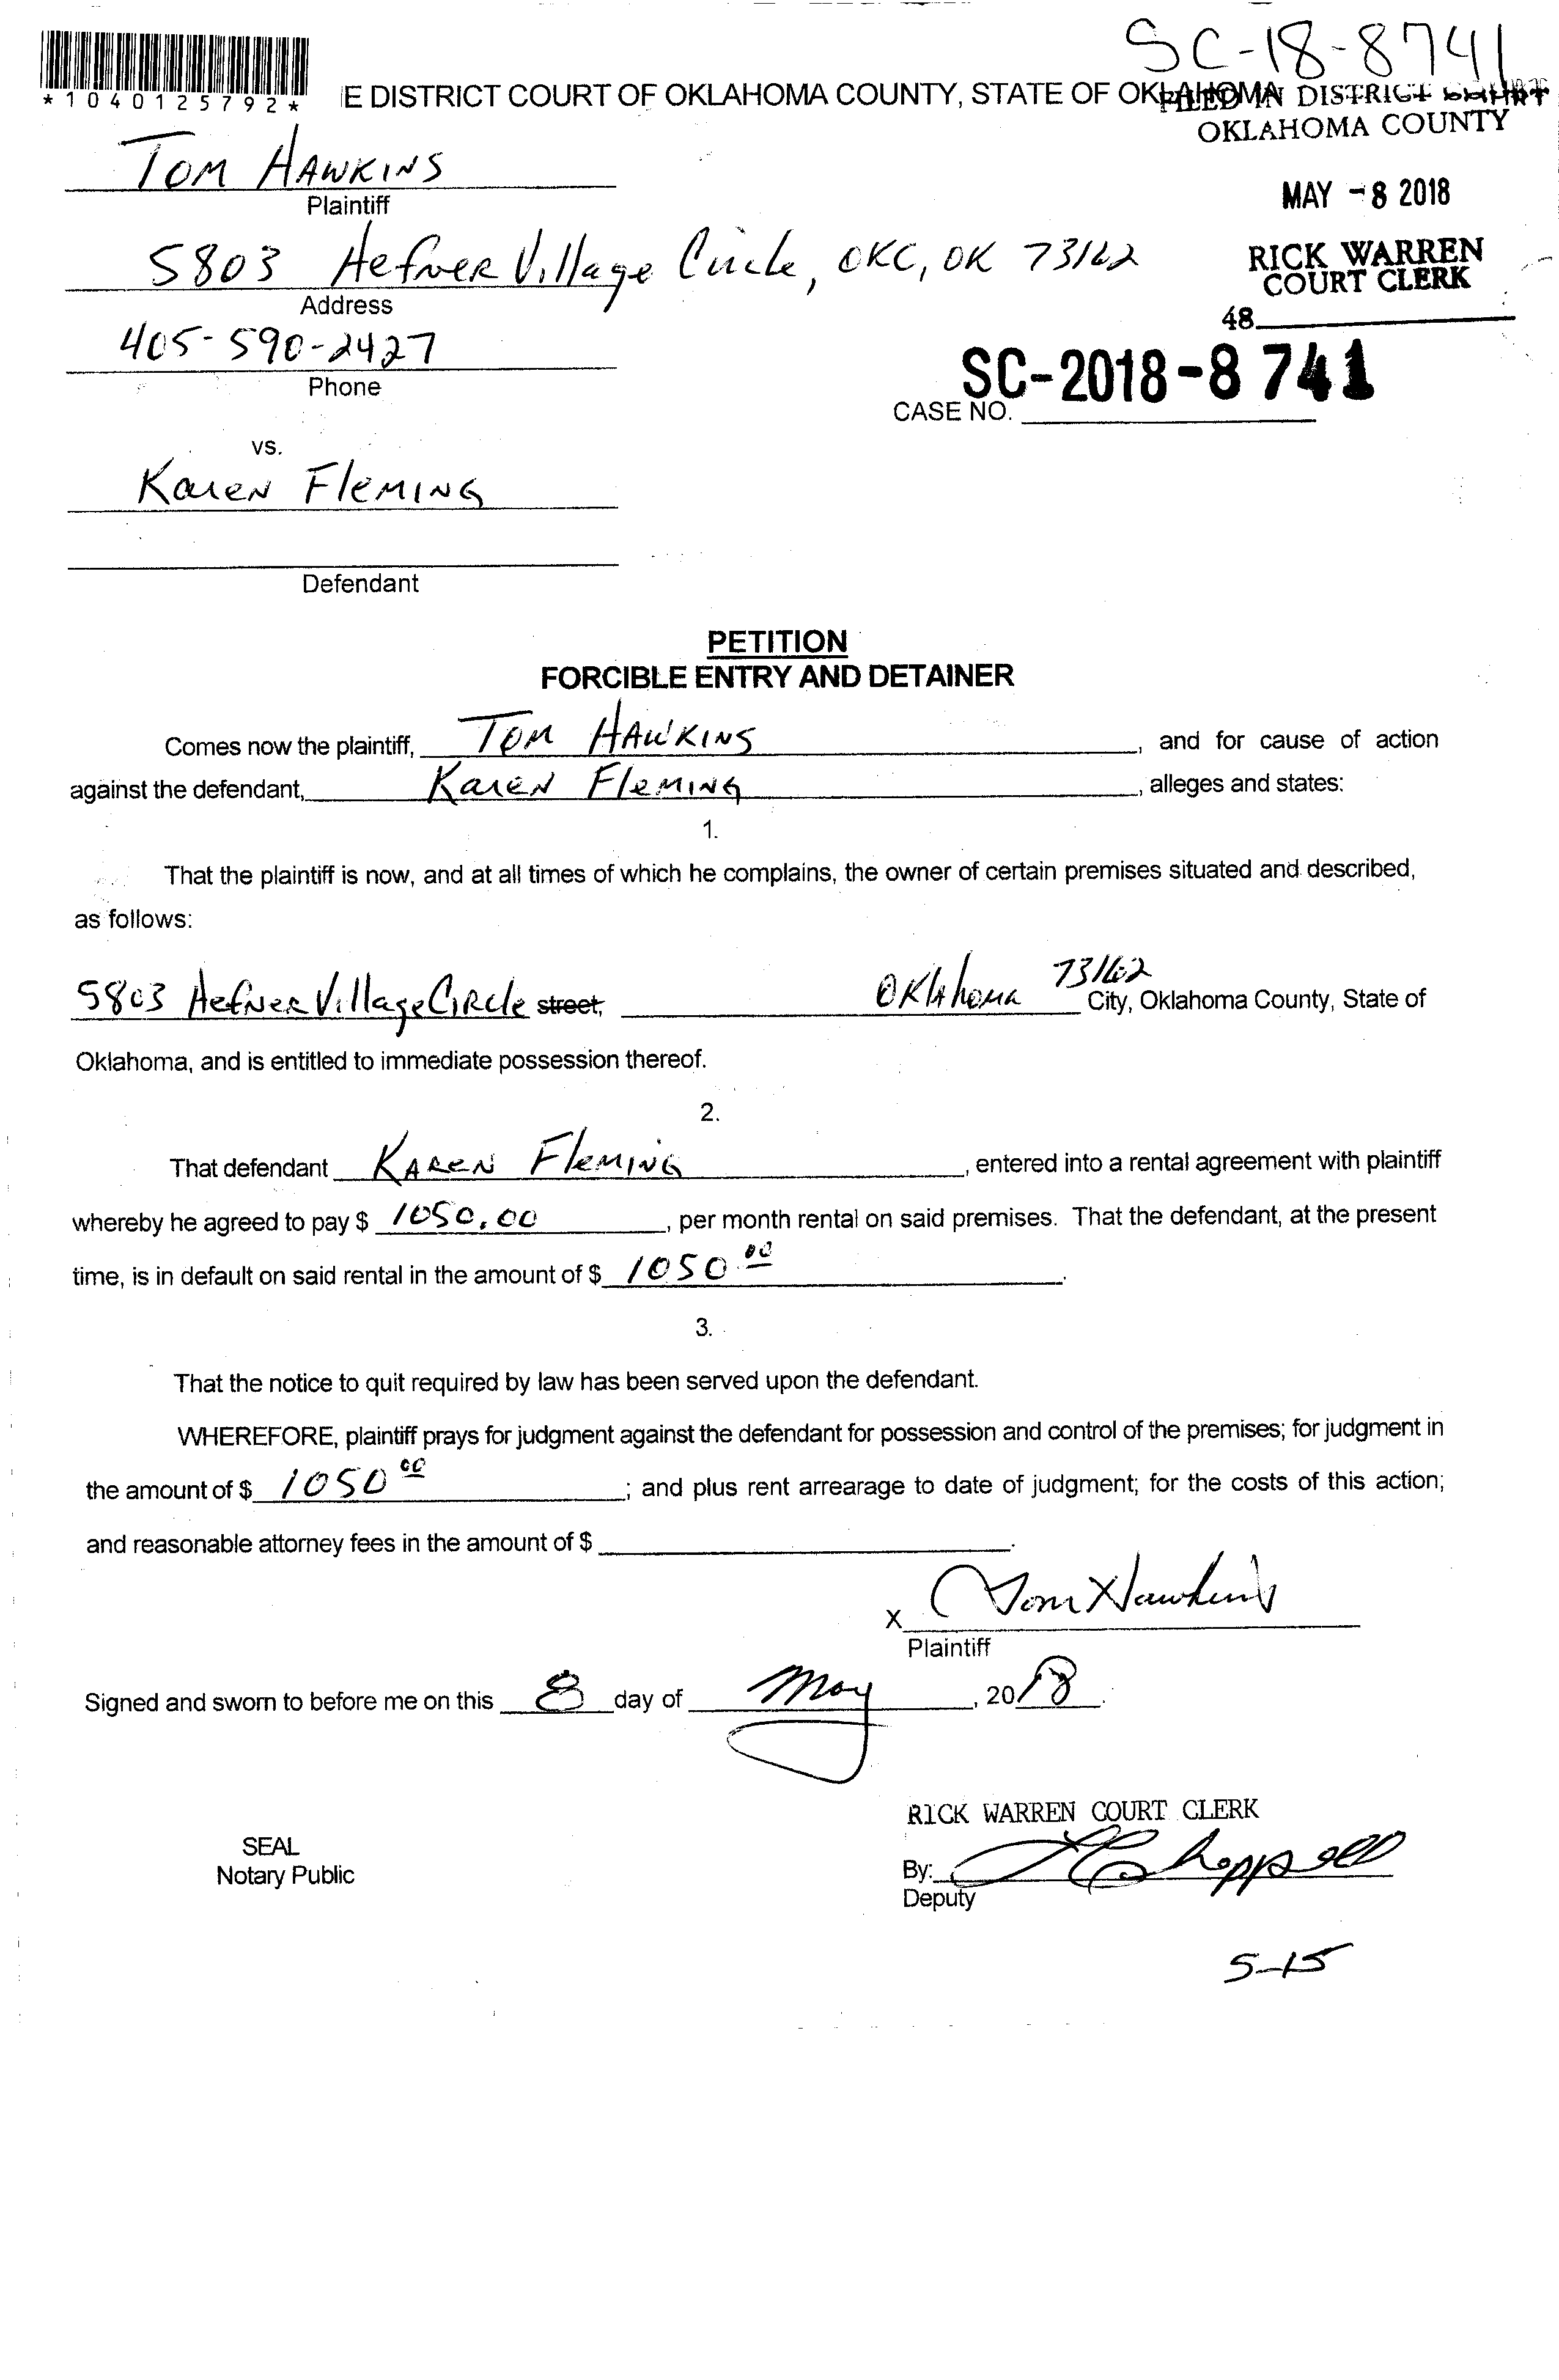 SC-18-8741
*1040125792*
E DISTRICT COURT OF OKLAHOMA COUNTY, STATE OF OKLAHOMA
FILED IN DISTRICT COURT
OKLAHOMA COUNTY
TOM HAWKINS
Plaintiff
MAY -8 2018
5803 Hefner Village Circle, OKC, OK 73162
Address
RICK WARREN
COURT CLERK
48
405-590-2427
Phone
SC-2018-8741
CASE NO.
vs.
Karen Fleming
Defendant
PETITION
FORCIBLE ENTRY AND DETAINER
Comes now the plaintiff, TOM HAWKINS, and for cause of action
against the defendant, Karen Fleming, alleges and states:
1.
That the plaintiff is now, and at all times of which he complains, the owner of certain premises situated and described,
as follows:
5803 Hefner Village Circle street, Oklahoma 73162 City, Oklahoma County, State of
Oklahoma, and is entitled to immediate possession thereof.
2.
That defendant Karen Fleming, entered into a rental agreement with plaintiff
whereby he agreed to pay $ 1050.00, per month rental on said premises. That the defendant, at the present
time, is in default on said rental in the amount of $ 1050 00.
3.
That the notice to quit required by law has been served upon the defendant.
WHEREFORE, plaintiff prays for judgment against the defendant for possession and control of the premises; for judgment in
the amount of $ 1050 00; and plus rent arrearage to date of judgment; for the costs of this action;
and reasonable attorney fees in the amount of $ .
X Tom Hawkins
Plaintiff
Signed and sworn to before me on this 8 day of May, 2018.
RICK WARREN COURT CLERK
SEAL
Notary Public
By: Chappell
Deputy
5-15